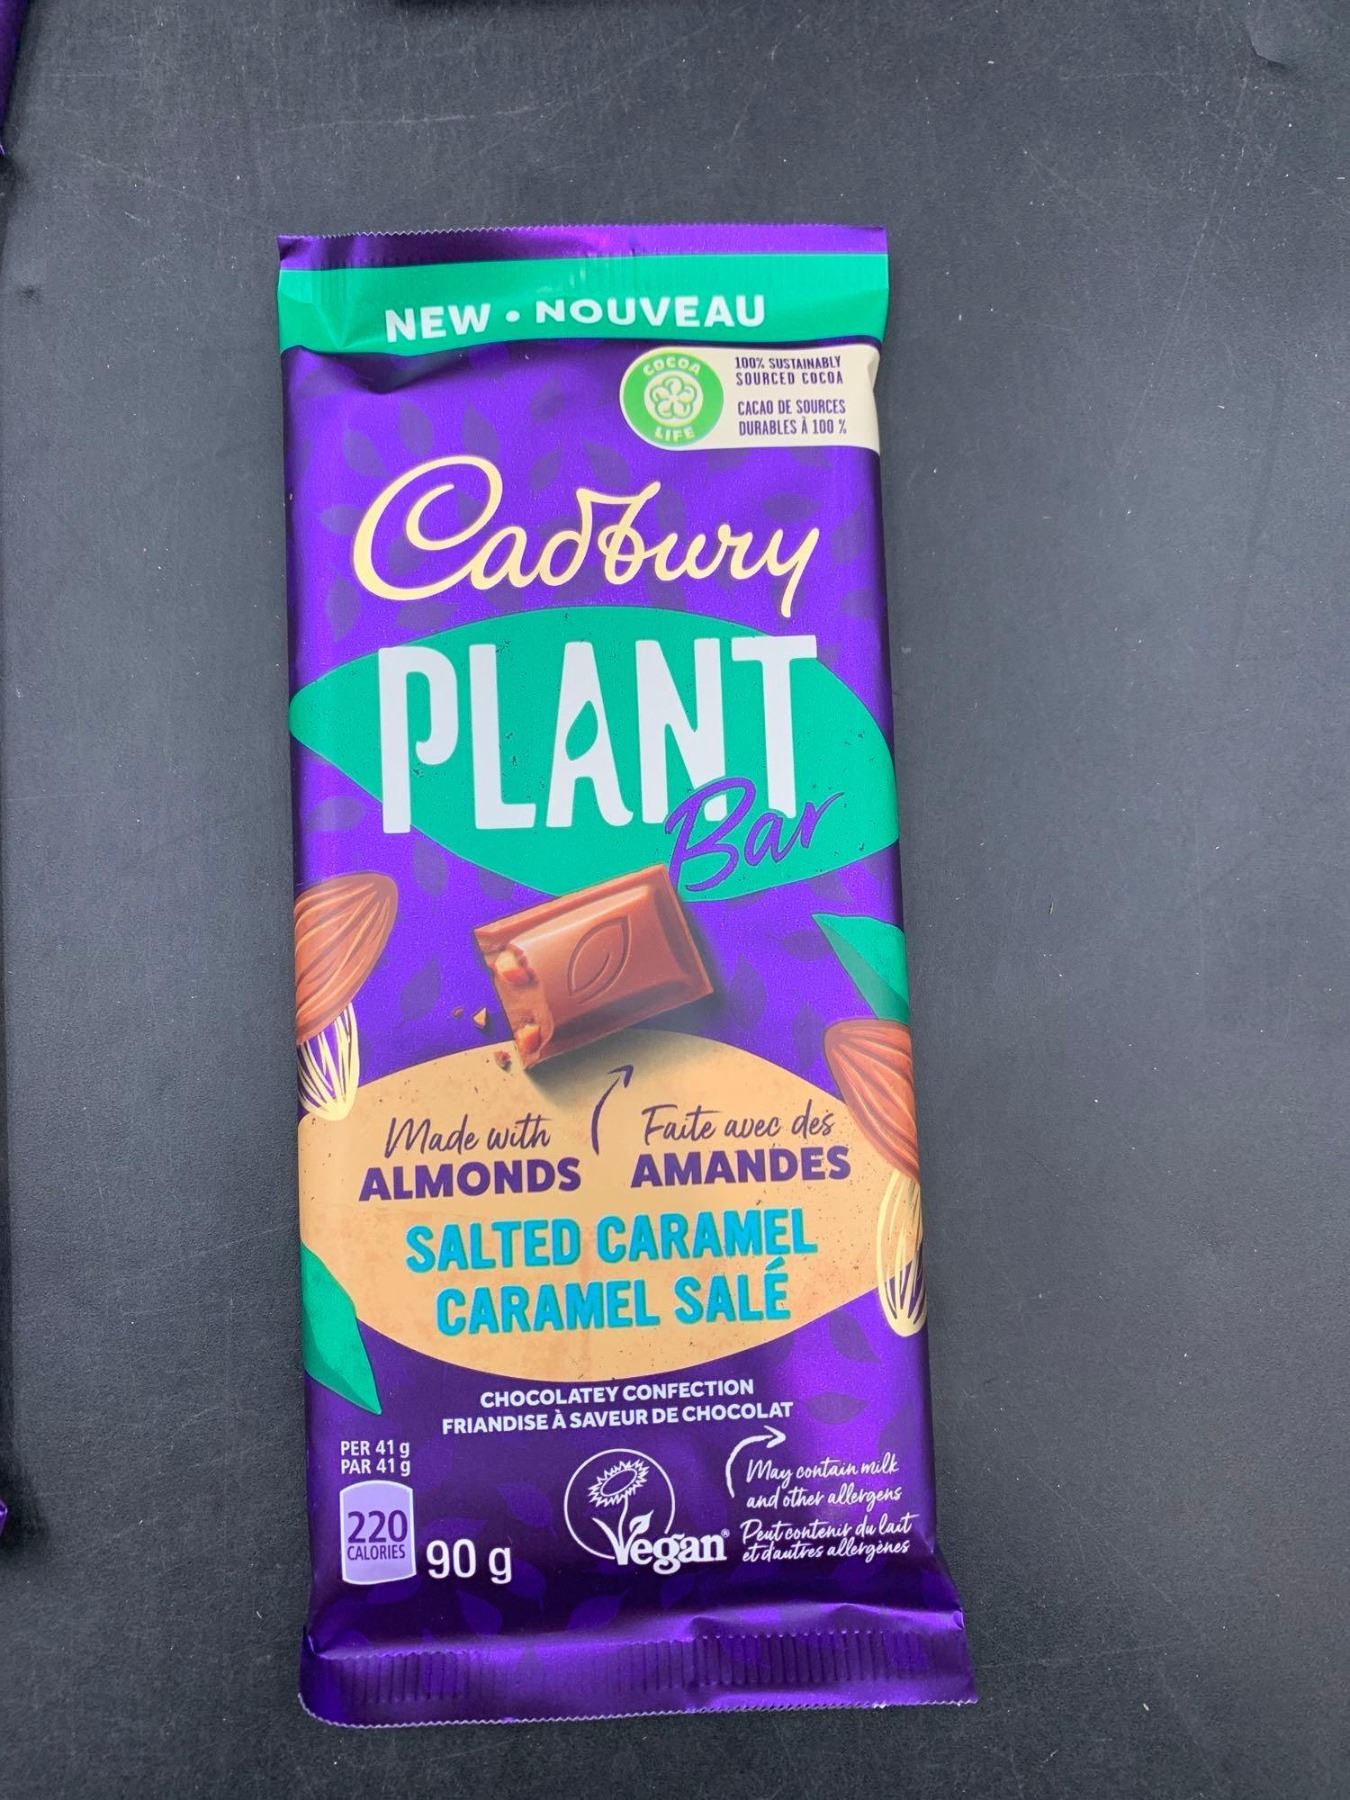 NEW • NOUVEAU
COCOA
LIFE
100% SUSTAINABLY
SOURCED COCOA
CACAO DE SOURCES
DURABLES À 100 %
Cadbury
PLANT
Bar
Made with
ALMONDS
Faite avec des
AMANDES
SALTED CARAMEL
CARAMEL SALÉ
CHOCOLATEY CONFECTION
FRIANDISE À SAVEUR DE CHOCOLAT
PER 41 g
PAR 41 g
220
CALORIES
90 g
Vegan®
May contain milk
and other allergens
Peut contenir du lait
et d'autres allergènes